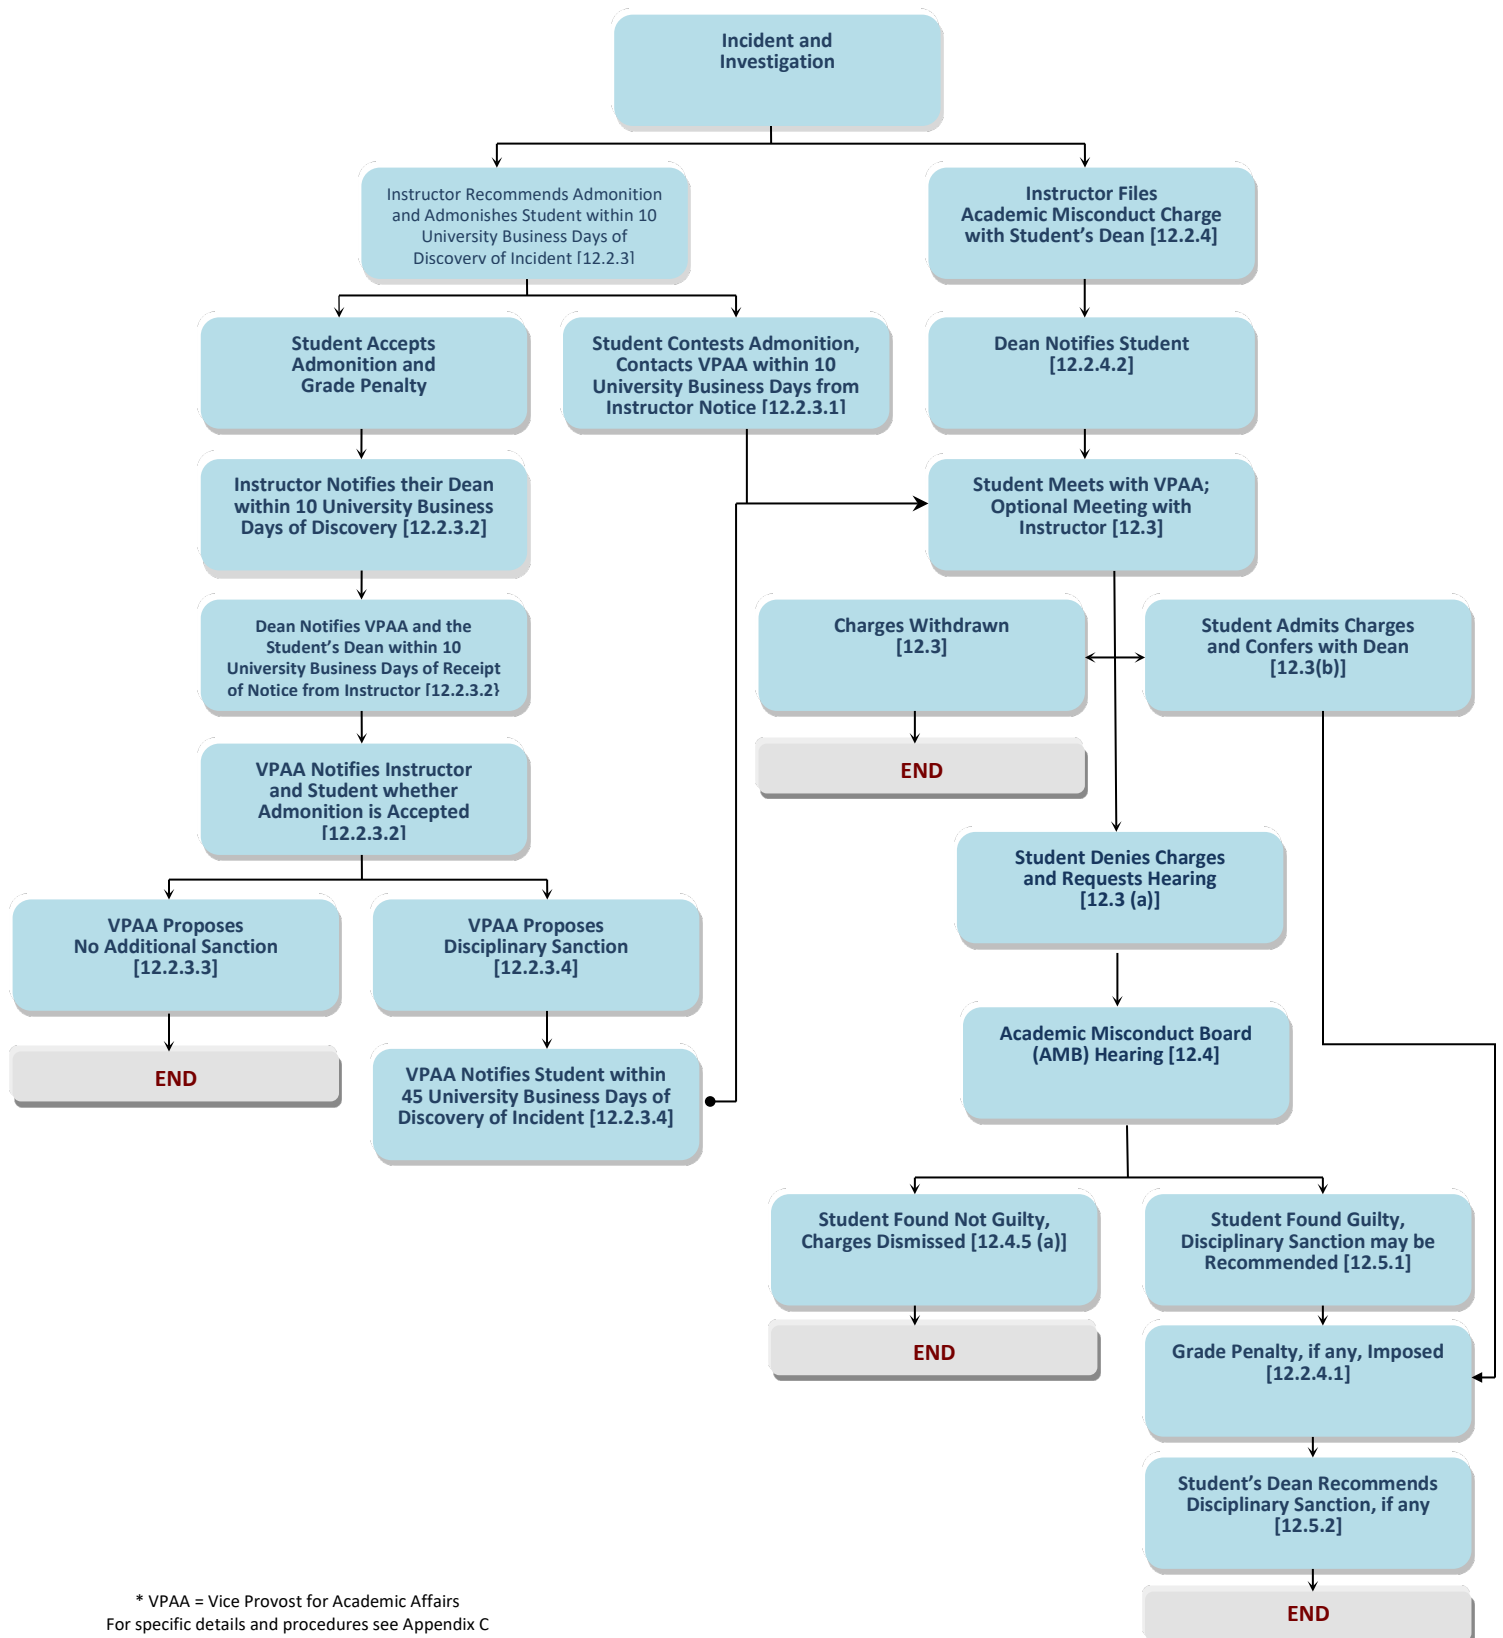 Incident and
Investigation
Instructor Recommends Admonition
and Admonishes Student within 10
University Business Days of
Discovery of Incident [12.2.3]
Instructor Files
Academic Misconduct Charge
with Student’s Dean [12.2.4]
Student Accepts
Admonition and
Grade Penalty
Student Contests Admonition,
Contacts VPAA within 10
University Business Days from
Instructor Notice [12.2.3.1]
Dean Notifies Student
[12.2.4.2]
Instructor Notifies their Dean
within 10 University Business
Days of Discovery [12.2.3.2]
Student Meets with VPAA;
Optional Meeting with
Instructor [12.3]
Dean Notifies VPAA and the
Student’s Dean within 10
University Business Days of Receipt
of Notice from Instructor [12.2.3.2}
Charges Withdrawn
[12.3]
Student Admits Charges
and Confers with Dean
[12.3(b)]
END
VPAA Notifies Instructor
and Student whether
Admonition is Accepted
[12.2.3.2]
Student Denies Charges
and Requests Hearing
[12.3 (a)]
VPAA Proposes
No Additional Sanction
[12.2.3.3]
VPAA Proposes
Disciplinary Sanction
[12.2.3.4]
Academic Misconduct Board
(AMB) Hearing [12.4]
END
VPAA Notifies Student within
45 University Business Days of
Discovery of Incident [12.2.3.4]
Student Found Not Guilty,
Charges Dismissed [12.4.5 (a)]
Student Found Guilty,
Disciplinary Sanction may be
Recommended [12.5.1]
END
Grade Penalty, if any, Imposed
[12.2.4.1]
Student’s Dean Recommends
Disciplinary Sanction, if any
[12.5.2]
END
* VPAA = Vice Provost for Academic Affairs
For specific details and procedures see Appendix C